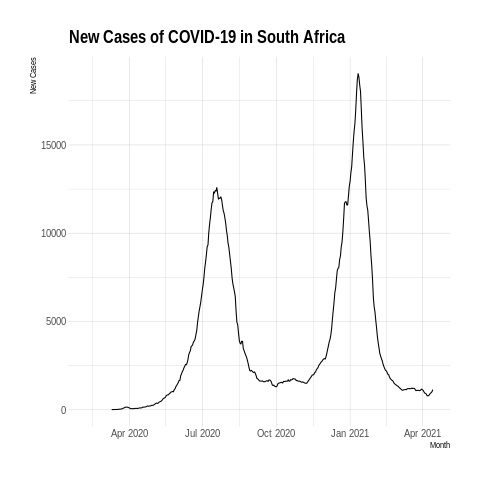 New Cases of COVID-19 in South Africa
New Cases
15000
10000
5000
0
Apr 2020 Jul 2020 Oct 2020 Jan 2021 Apr 2021
Month